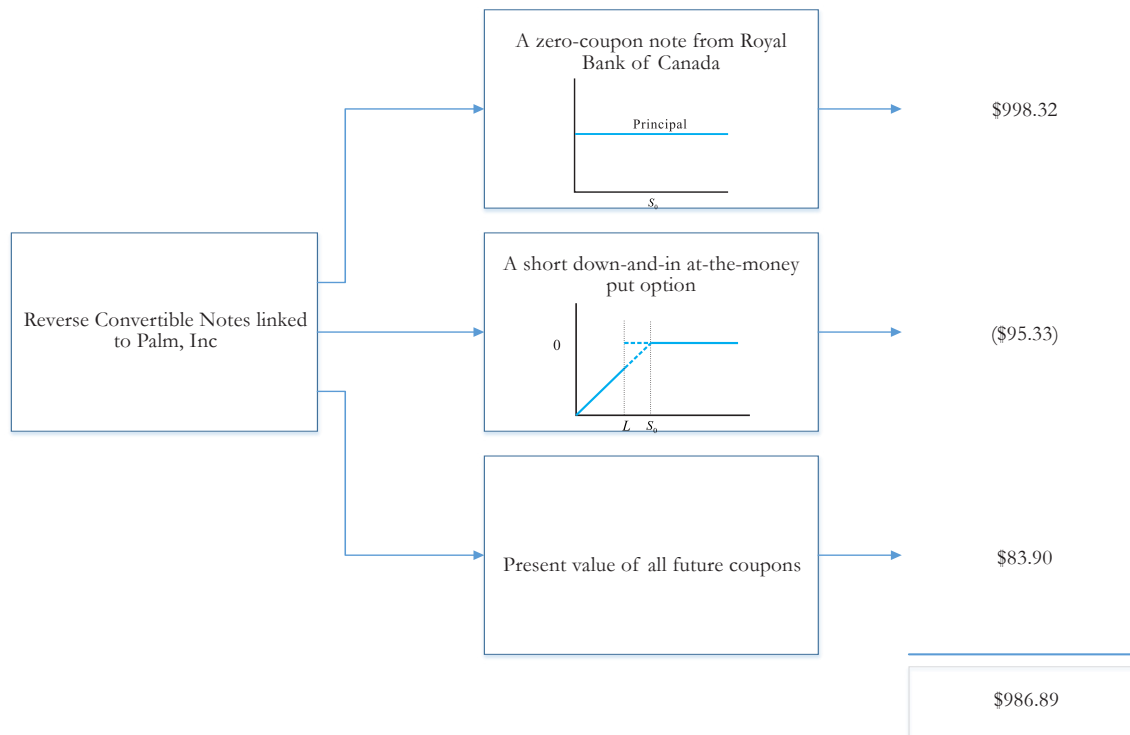 A zero-coupon note from Royal
Bank of Canada
Principal
S₀
$998.32
Reverse Convertible Notes linked
to Palm, Inc
A short down-and-in at-the-money
put option
0
L S₀
($95.33)
Present value of all future coupons
$83.90
$986.89